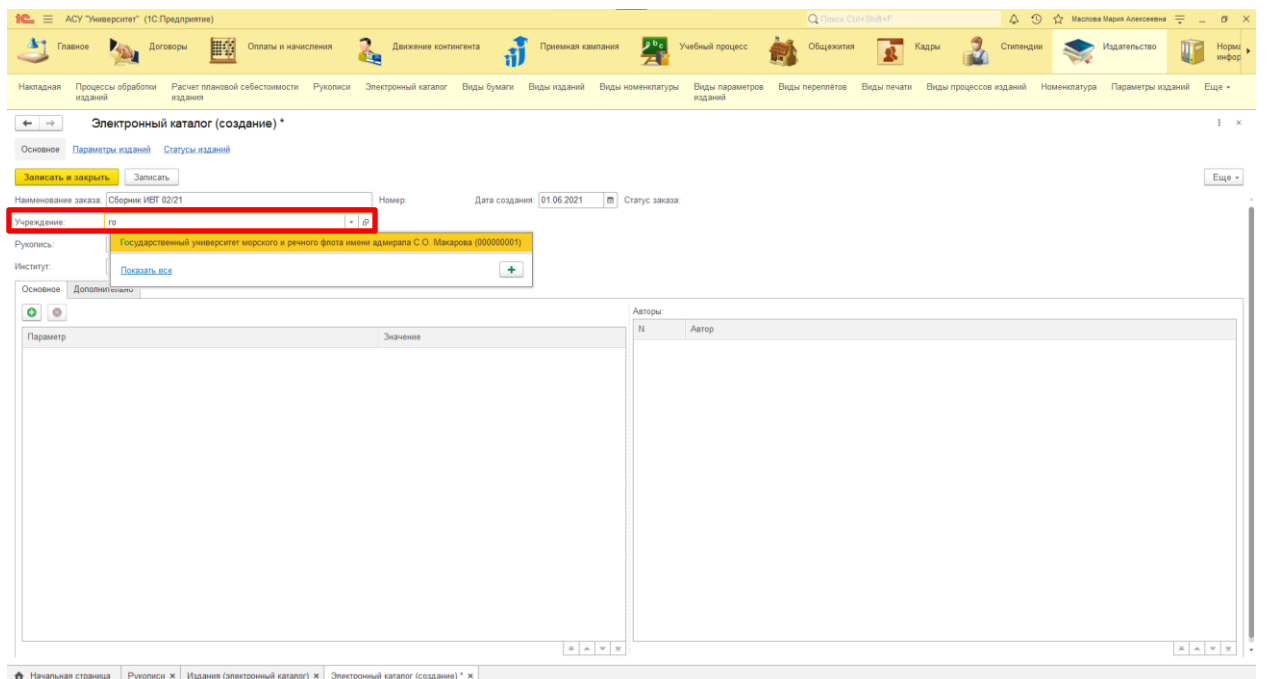 1С АСУ "Университет" (1С:Предприятие) Поиск Ctrl+Shift+F Маслова Мария Алексеевна
Главное Договоры Оплаты и начисления Движение контингента Приемная кампания Учебный процесс Общежития Кадры Стипендии Издательство Норма
инфор
Накладная Процессы обработки Расчет плановой себестоимости Рукописи Электронный каталог Виды бумаги Виды изданий Виды номенклатуры Виды параметров Виды переплётов Виды печати Виды процессов изданий Номенклатура Параметры изданий Еще
изданий издания изданий
Электронный каталог (создание) *
Основное Параметры изданий Статусы изданий
Записать и закрыть Записать Еще
Наименование заказа: Сборник ИВТ 02/21 Номер: Дата создания: 01.06.2021 Статус заказа:
Учреждение: го
Рукопись: Государственный университет морского и речного флота имени адмирала С.О. Макарова (000000001)
Институт: Показать все
Основное Дополнительно
Авторы:
Параметр Значение N Автор
Начальная страница Рукописи × Издания (электронный каталог) × Электронный каталог (создание) * ×